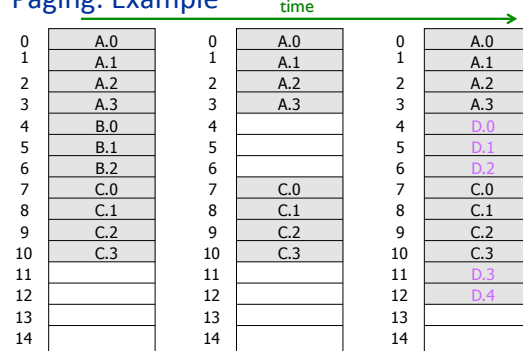 Paging: Example
time
0 A.0 0 A.0 0 A.0
1 A.1 1 A.1 1 A.1
2 A.2 2 A.2 2 A.2
3 A.3 3 A.3 3 A.3
4 B.0 4 4 D.0
5 B.1 5 5 D.1
6 B.2 6 6 D.2
7 C.0 7 C.0 7 C.0
8 C.1 8 C.1 8 C.1
9 C.2 9 C.2 9 C.2
10 C.3 10 C.3 10 C.3
11 11 11 D.3
12 12 12 D.4
13 13 13
14 14 14